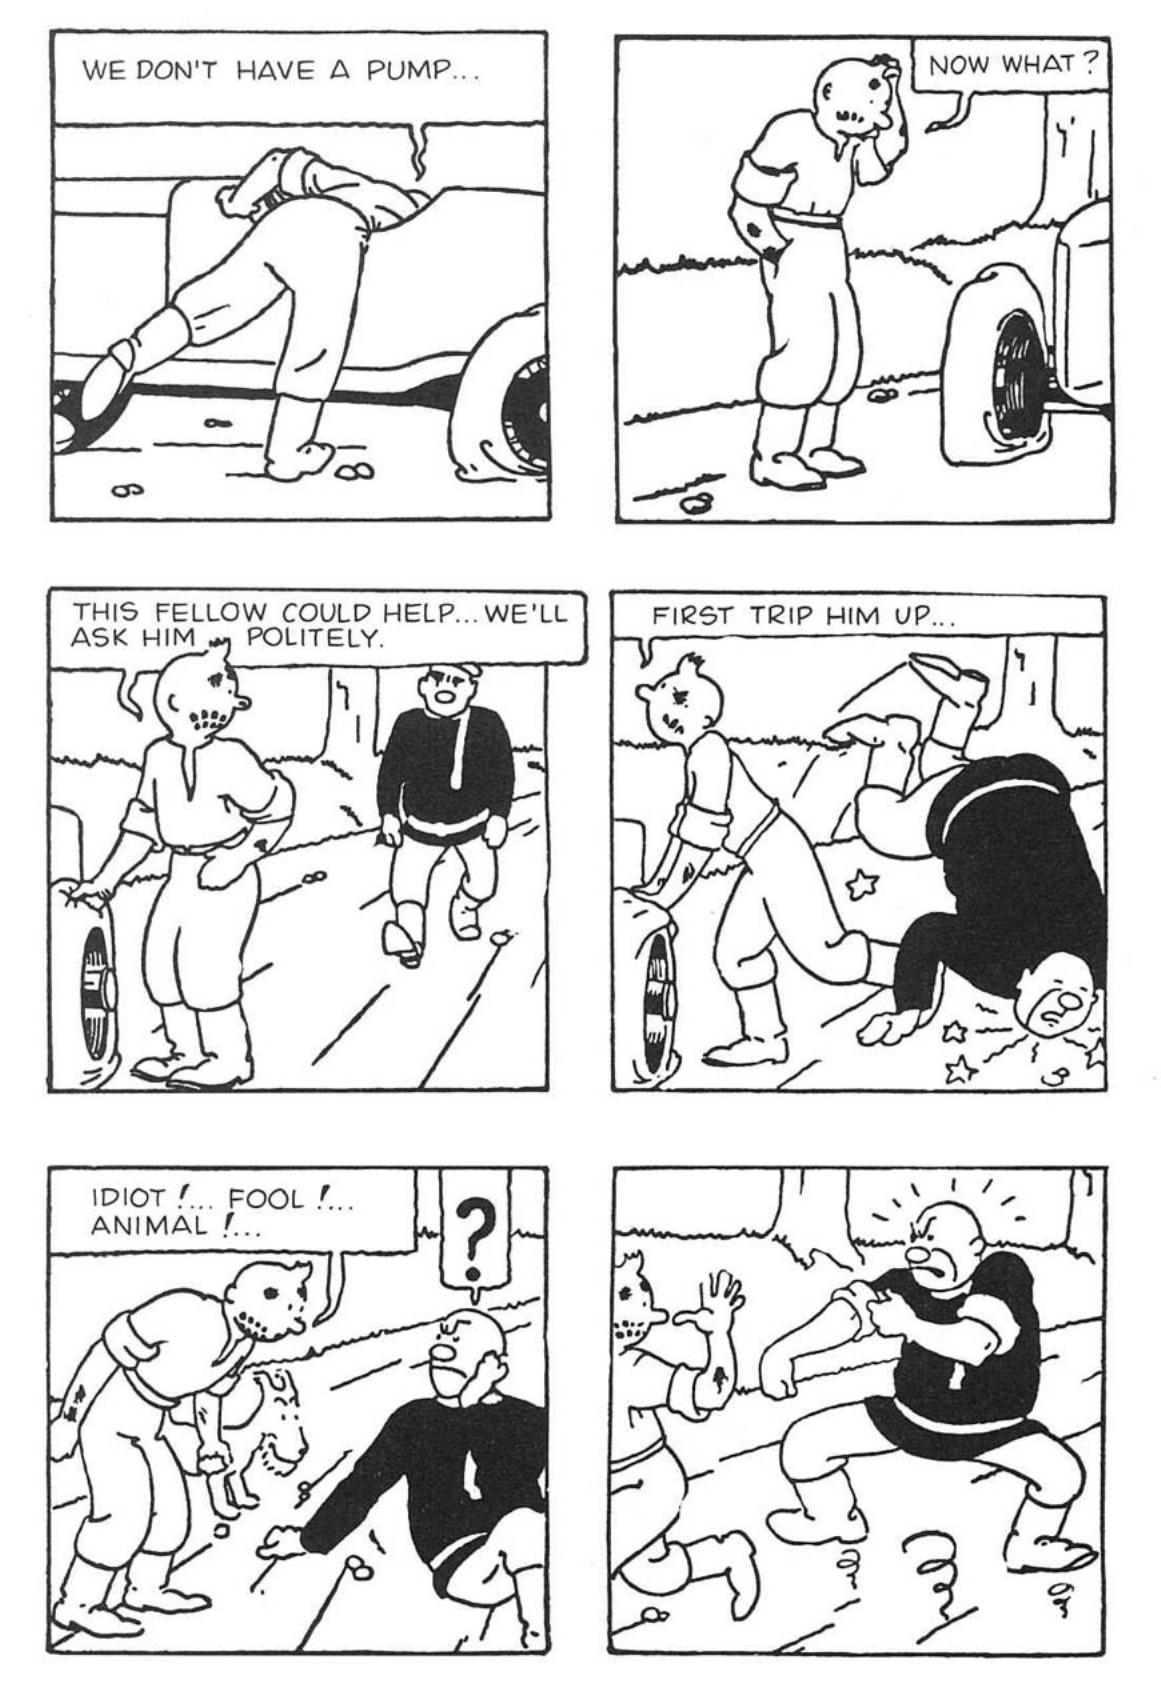 WE DON'T HAVE A PUMP...
NOW WHAT?
THIS FELLOW COULD HELP... WE'LL
ASK HIM POLITELY.
FIRST TRIP HIM UP...
IDIOT!... FOOL!...
ANIMAL!...
?